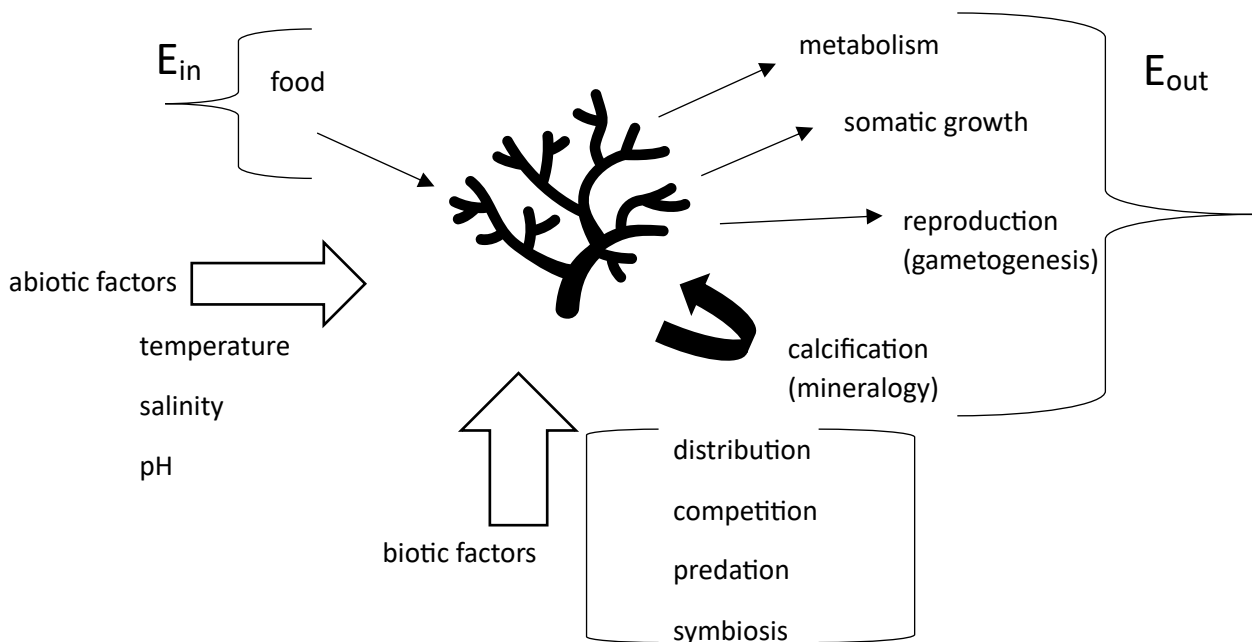 E_in
food
metabolism
somatic growth
E_out
reproduction
(gametogenesis)
abiotic factors
temperature
salinity
pH
calcification
(mineralogy)
biotic factors
distribution
competition
predation
symbiosis